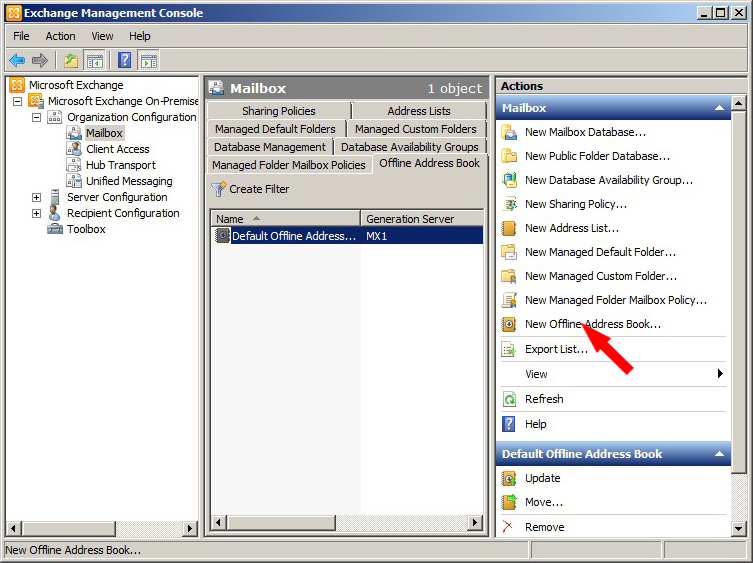 Exchange Management Console
File Action View Help
Microsoft Exchange
Microsoft Exchange On-Premise
Organization Configuration
Mailbox
Client Access
Hub Transport
Unified Messaging
Server Configuration
Recipient Configuration
Toolbox
Mailbox 1 object
Sharing Policies Address Lists
Managed Default Folders Managed Custom Folders
Database Management Database Availability Groups
Managed Folder Mailbox Policies Offline Address Book
Create Filter
Name Generation Server
Default Offline Address... MX1
Actions
Mailbox
New Mailbox Database...
New Public Folder Database...
New Database Availability Group...
New Sharing Policy...
New Address List...
New Managed Default Folder...
New Managed Custom Folder...
New Managed Folder Mailbox Policy...
New Offline Address Book...
Export List...
View
Refresh
Help
Default Offline Address Book
Update
Move...
Remove
New Offline Address Book...